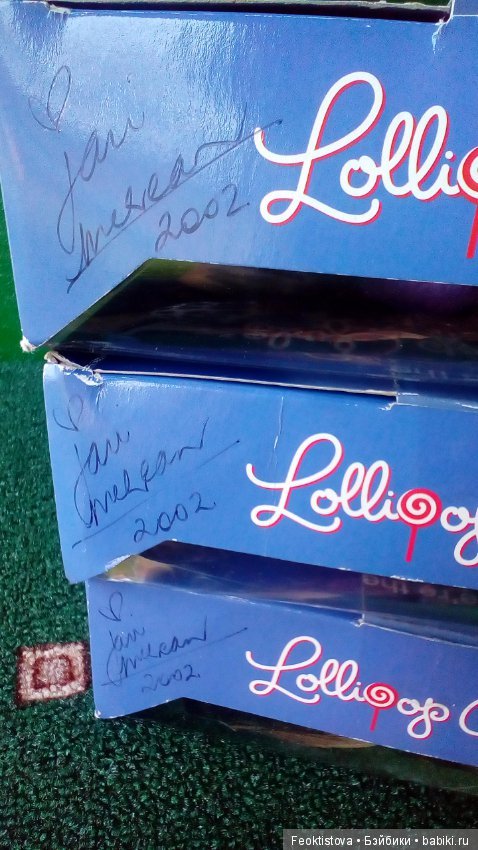 Jan
McLean
2002
Lolli
Jan
McLean
2002
Lollipop
Jan
McLean
2002
Lollipop G
Feoktistova • Бэйбики • babiki.ru